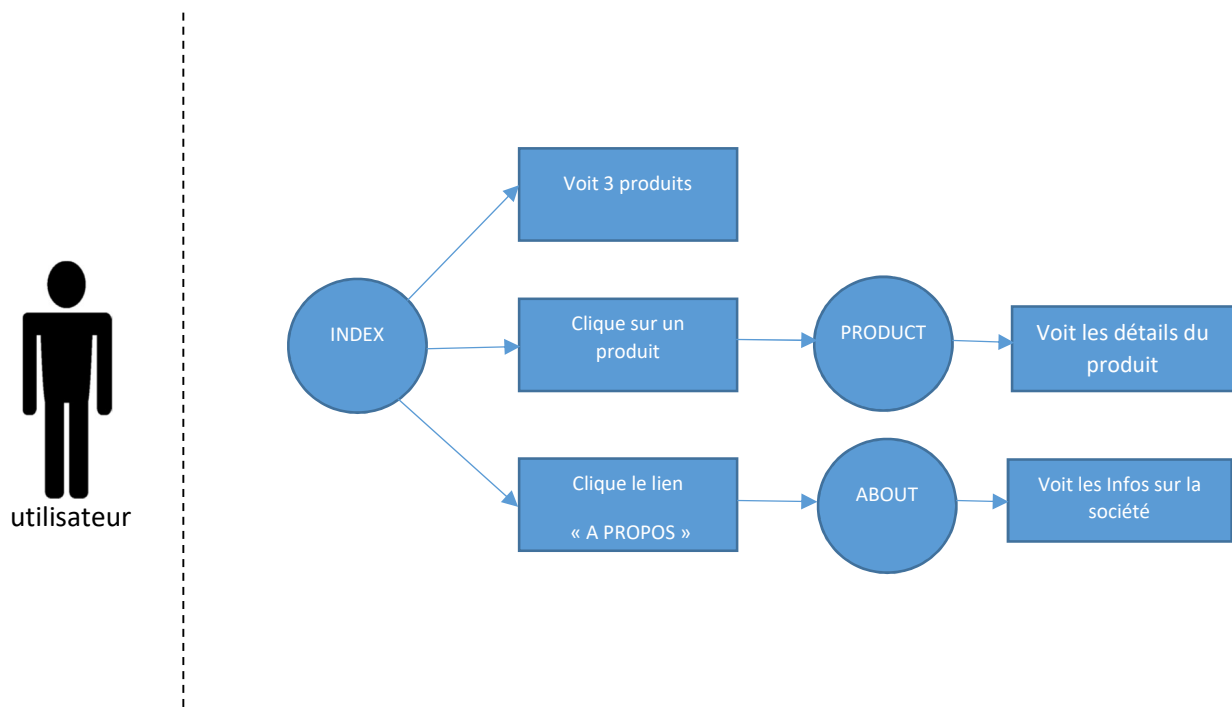 Voit 3 produits
INDEX
Clique sur un
produit
PRODUCT
Voit les détails du
produit
Clique le lien
« A PROPOS »
ABOUT
Voit les Infos sur la
société
utilisateur